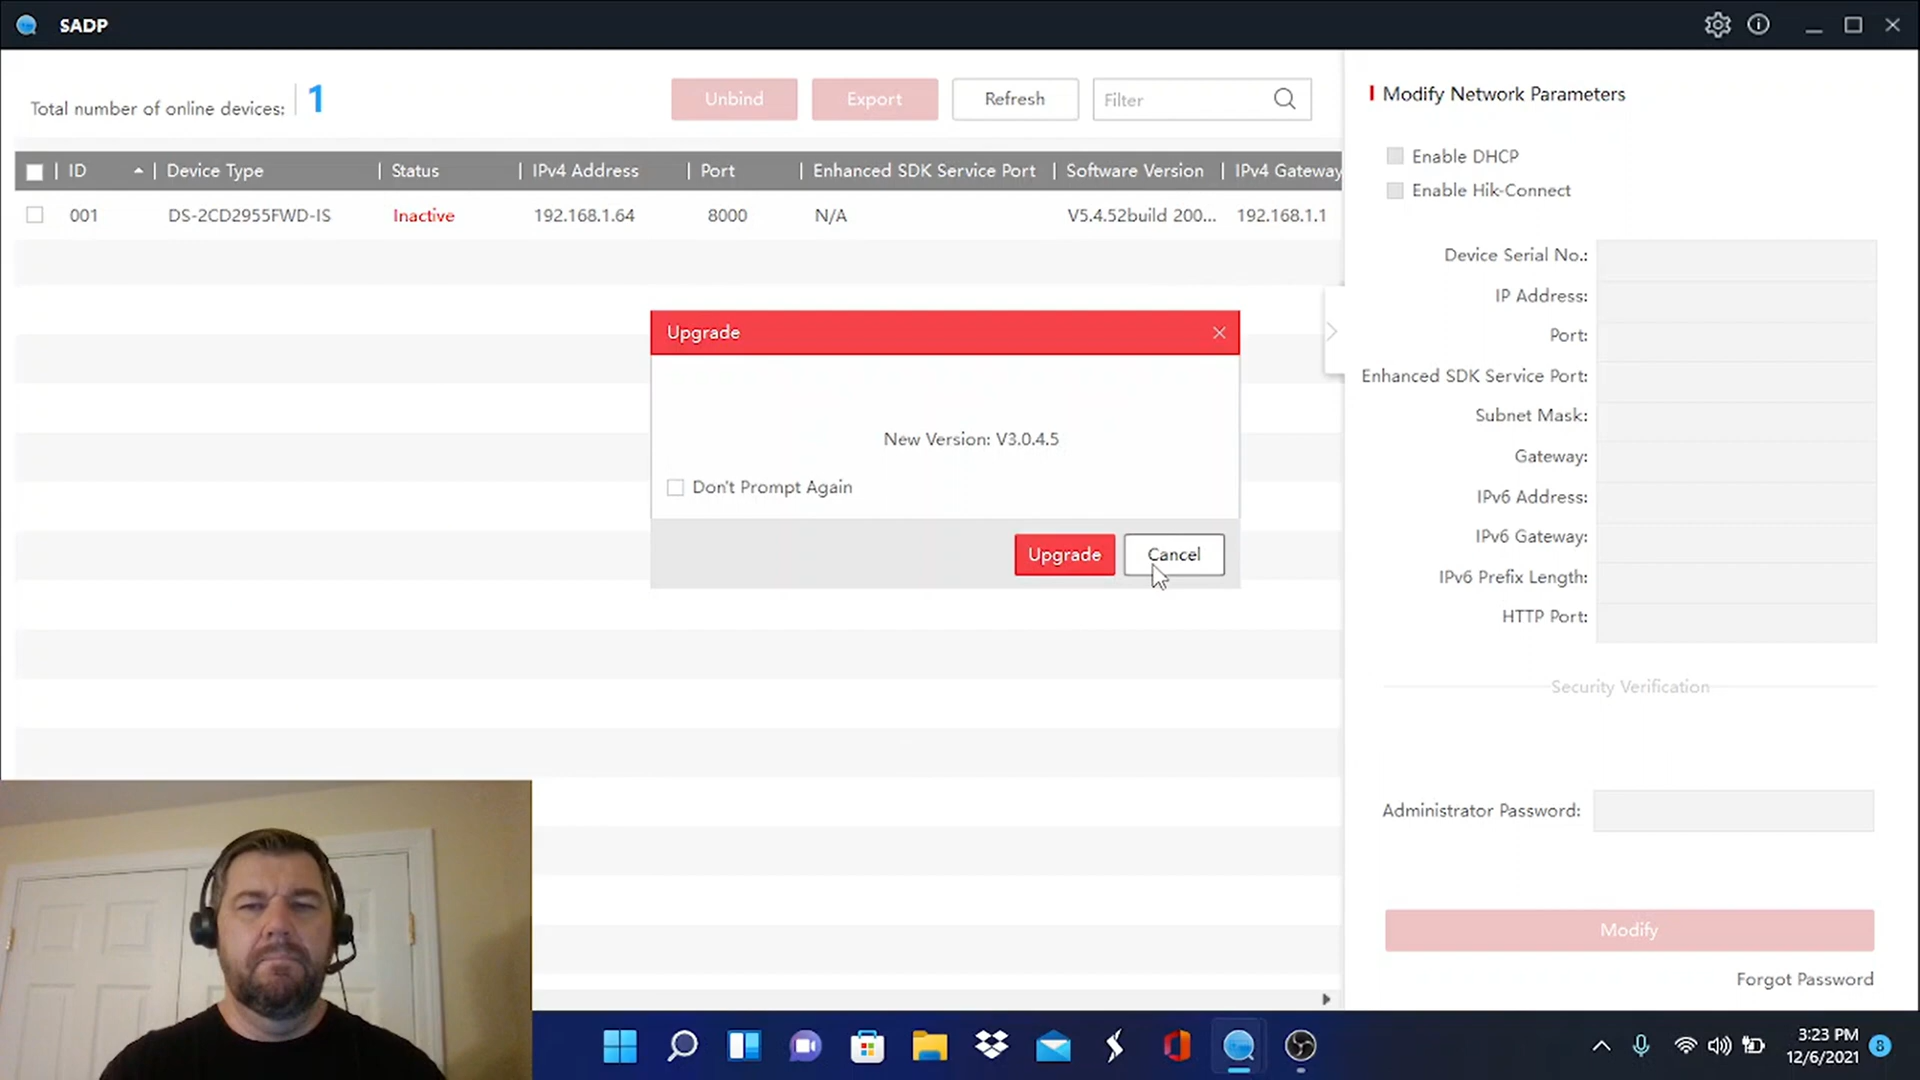 SADP
Total number of online devices: 1
Unbind
Export
Refresh
Filter
ID Device Type Status IPv4 Address Port Enhanced SDK Service Port Software Version IPv4 Gateway
001 DS-2CD2955FWD-IS Inactive 192.168.1.64 8000 N/A V5.4.52build 200... 192.168.1.1
Upgrade
New Version: V3.0.4.5
Don't Prompt Again
Upgrade
Cancel
Modify Network Parameters
Enable DHCP
Enable Hik-Connect
Device Serial No.:
IP Address:
Port:
Enhanced SDK Service Port:
Subnet Mask:
Gateway:
IPv6 Address:
IPv6 Gateway:
IPv6 Prefix Length:
HTTP Port:
Security Verification
Administrator Password:
Modify
Forgot Password
3:23 PM
12/6/2021
8